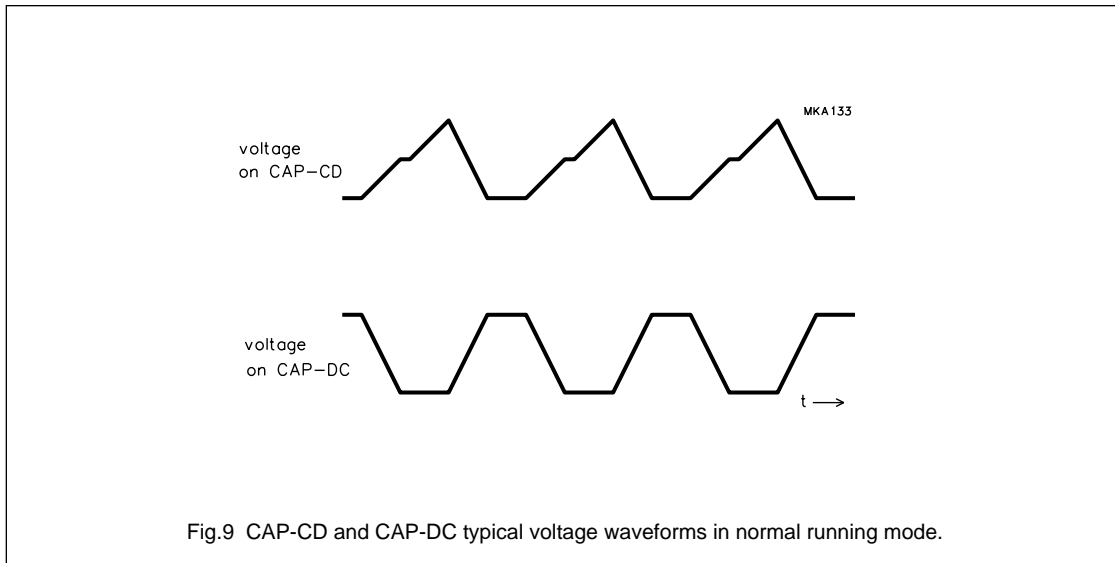 MKA133
voltage
on CAP-CD
voltage
on CAP-DC
t
Fig.9 CAP-CD and CAP-DC typical voltage waveforms in normal running mode.